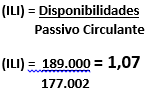 (ILI) = Disponibilidades
Passivo Circulante
(ILI) = 189.000 = 1,07
177.002